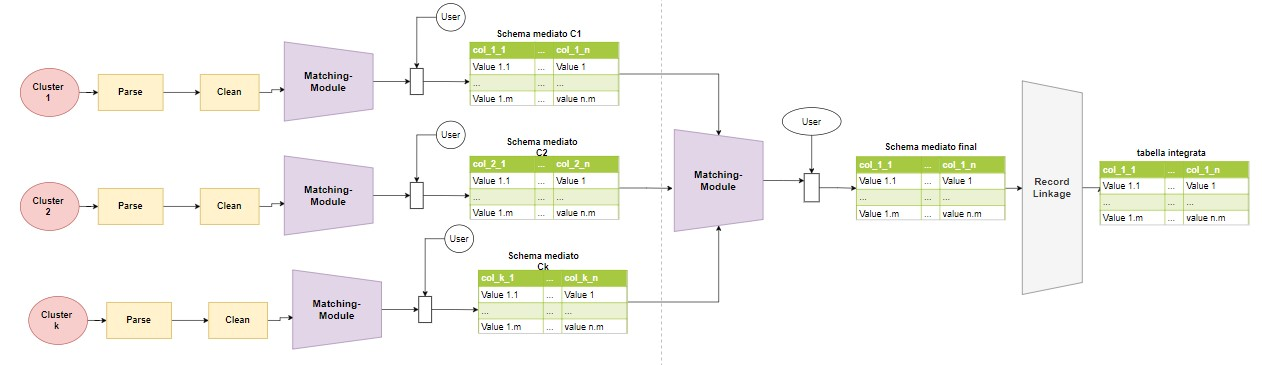 User
Schema mediato C1
col_1_1 ... col_1_n
Value 1.1 ... Value 1
... ...
Value 1.m ... value n.m
Cluster
1
Parse
Clean
Matching-
Module
User
Schema mediato
C2
col_2_1 ... col_2_n
Value 1.1 ... Value 1
... ...
Value 1.m ... value n.m
Cluster
2
Parse
Clean
Matching-
Module
User
Schema mediato
Ck
col_k_1 ... col_k_n
Value 1.1 ... Value 1
... ...
Value 1.m ... value n.m
Cluster
k
Parse
Clean
Matching-
Module
Matching-
Module
User
Schema mediato final
col_1_1 ... col_1_n
Value 1.1 ... Value 1
... ... ...
Value 1.m ... value n.m
Record
Linkage
tabella integrata
col_1_1 ... col_1_n
Value 1.1 ... Value 1
... ... ...
Value 1.m ... value n.m